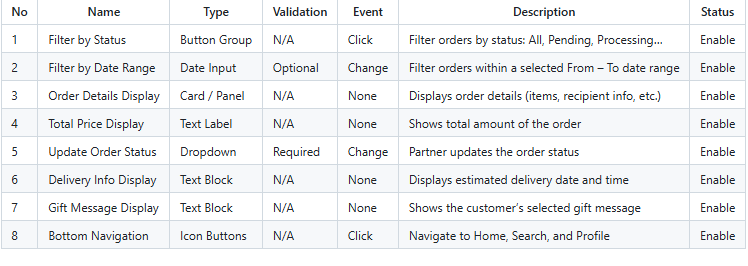 No Name Type Validation Event Description Status
1 Filter by Status Button Group N/A Click Filter orders by status: All, Pending, Processing... Enable
2 Filter by Date Range Date Input Optional Change Filter orders within a selected From – To date range Enable
3 Order Details Display Card / Panel N/A None Displays order details (items, recipient info, etc.) Enable
4 Total Price Display Text Label N/A None Shows total amount of the order Enable
5 Update Order Status Dropdown Required Change Partner updates the order status Enable
6 Delivery Info Display Text Block N/A None Displays estimated delivery date and time Enable
7 Gift Message Display Text Block N/A None Shows the customer's selected gift message Enable
8 Bottom Navigation Icon Buttons N/A Click Navigate to Home, Search, and Profile Enable